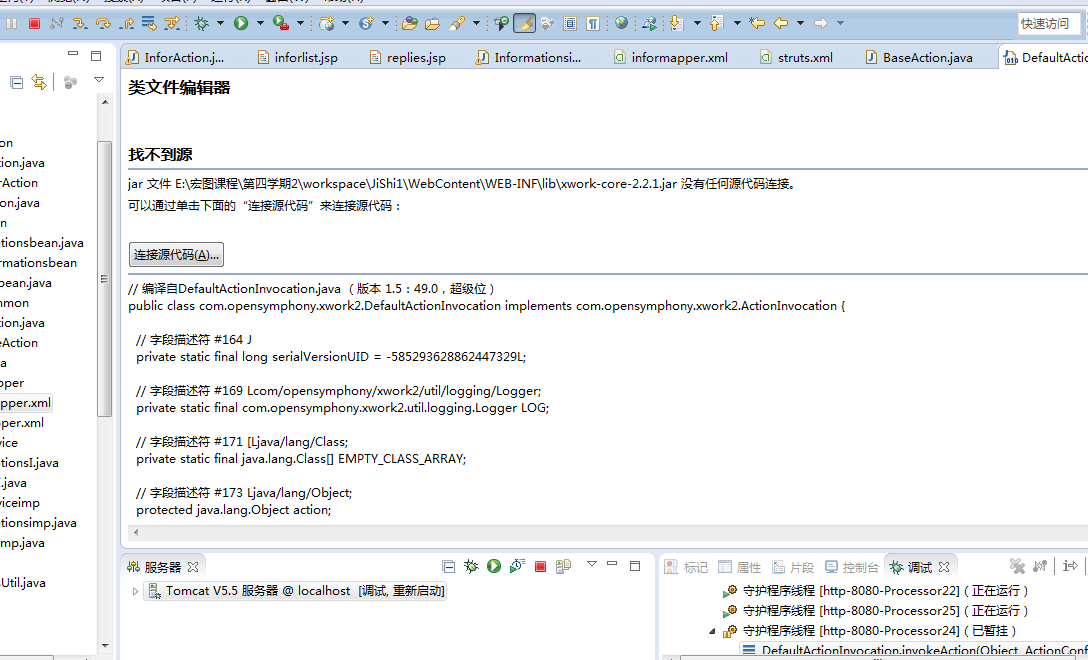 快速访问
InforAction.j...
inforlist.jsp
replies.jsp
Informationsi...
informapper.xml
struts.xml
BaseAction.java
DefaultActio
类文件编辑器
找不到源
jar 文件 E:\宏图课程\第四学期2\workspace\JiShi1\WebContent\WEB-INF\lib\xwork-core-2.2.1.jar 没有任何源代码连接。
可以通过单击下面的“连接源代码”来连接源代码：
连接源代码(A)...
// 编译自DefaultActionInvocation.java （版本 1.5：49.0，超级位）
public class com.opensymphony.xwork2.DefaultActionInvocation implements com.opensymphony.xwork2.ActionInvocation {
// 字段描述符 #164 J
private static final long serialVersionUID = -585293628862447329L;
// 字段描述符 #169 Lcom/opensymphony/xwork2/util/logging/Logger;
private static final com.opensymphony.xwork2.util.logging.Logger LOG;
// 字段描述符 #171 [Ljava/lang/Class;
private static final java.lang.Class[] EMPTY_CLASS_ARRAY;
// 字段描述符 #173 Ljava/lang/Object;
protected java.lang.Object action;
on
tion.java
rAction
on.java
n
tionsbean.java
rmationsbean
bean.java
nmon
tion.java
eAction
a
pper
pper.xml
per.xml
vice
tionsI.java
I.java
viceimp
tionsimp.java
mp.java
sUtil.java
服务器
Tomcat V5.5 服务器 @ localhost [调试, 重新启动]
标记
属性
片段
控制台
调试
守护程序线程 [http-8080-Processor22]（正在运行）
守护程序线程 [http-8080-Processor25]（正在运行）
守护程序线程 [http-8080-Processor24]（已暂挂）
DefaultActionInvocation.invokeAction(Object, ActionConf